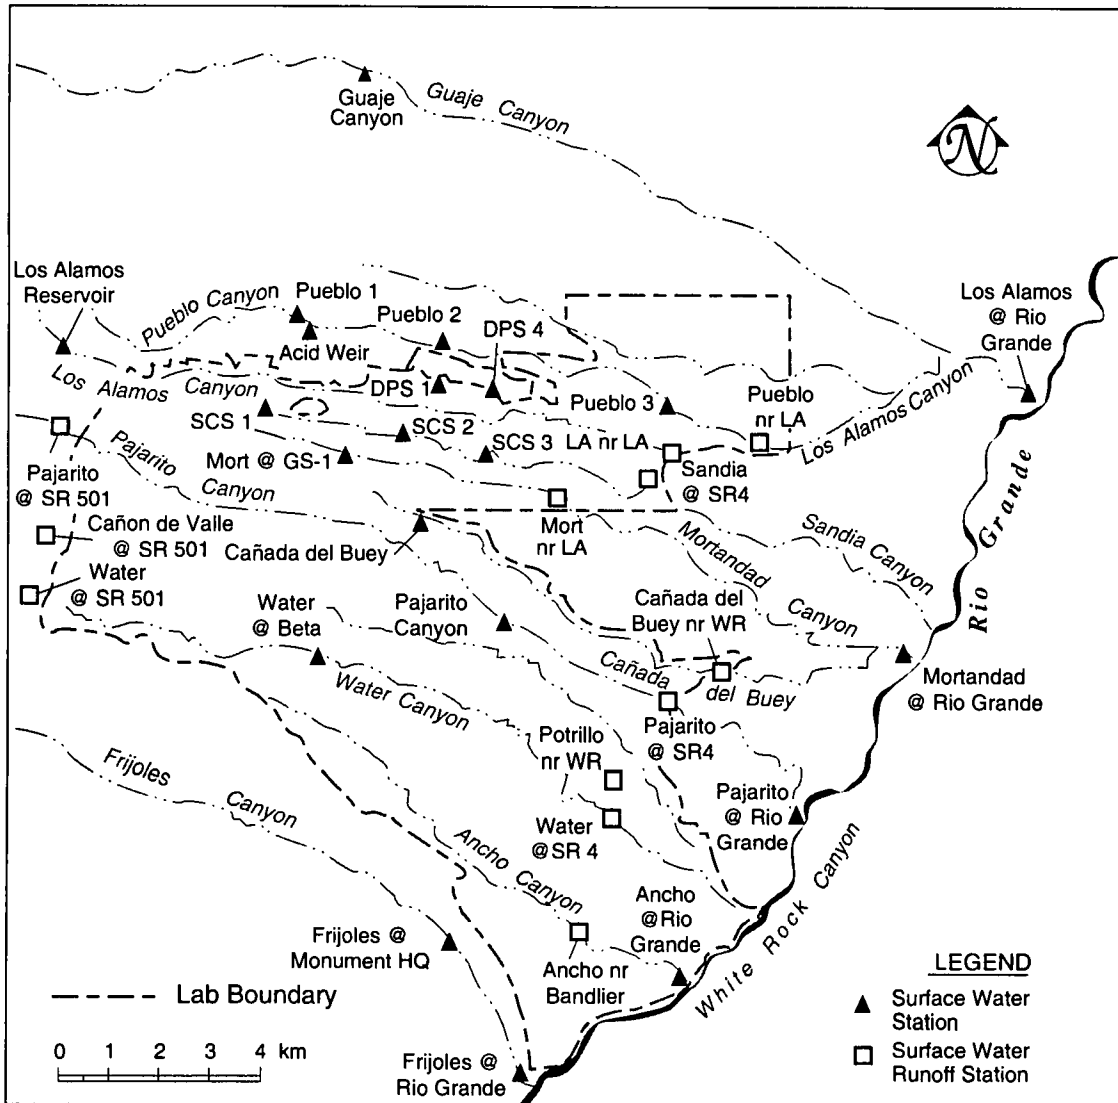 Guaje
Canyon
Guaje Canyon
N
Los Alamos
Reservoir
Pueblo Canyon
Pueblo 1
Pueblo 2
DPS 4
Los Alamos
@ Rio
Grande
Acid Weir
Los Alamos Canyon
DPS 1
Pueblo 3
Pueblo
nr LA
Los Alamos Canyon
SCS 1
SCS 2
SCS 3
LA nr LA
Mort @ GS-1
Sandia
@ SR4
Pajarito
@ SR 501
Pajarito Canyon
Cañon de Valle
@ SR 501
Cañada del Buey
Mort
nr LA
Mortandad Canyon
Sandia Canyon
Rio Grande
Water
@ SR 501
Water
@ Beta
Pajarito
Canyon
Cañada del
Buey nr WR
Cañada del Buey
Mortandad
@ Rio Grande
Water Canyon
Pajarito
@ SR4
Potrillo
nr WR
Frijoles Canyon
Water
@SR 4
Pajarito
@ Rio
Grande
Ancho Canyon
Ancho
@Rio
Grande
White Rock Canyon
Frijoles @
Monument HQ
Ancho nr
Bandlier
Lab Boundary
0 1 2 3 4 km
Frijoles @
Rio Grande
LEGEND
Surface Water
Station
Surface Water
Runoff Station